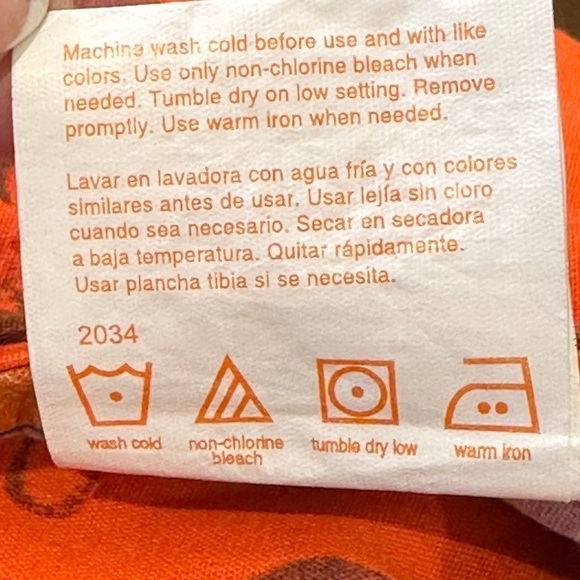 Machine wash cold before use and with like
colors. Use only non-chlorine bleach when
needed. Tumble dry on low setting. Remove
promptly. Use warm iron when needed.
Lavar en lavadora con agua fría y con colores
similares antes de usar. Usar lejía sin cloro
cuando sea necesario. Secar en secadora
a baja temperatura. Quitar rápidamente.
Usar plancha tibia si se necesita.
2034
wash cold
non-chlorine
bleach
tumble dry low
warm iron